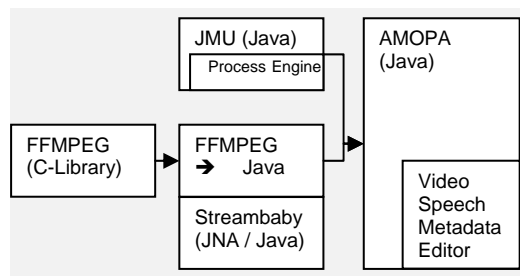 JMU (Java)
Process Engine
AMOPA
(Java)
FFMPEG
(C-Library)
FFMPEG
➔ Java
Streambaby
(JNA / Java)
Video
Speech
Metadata
Editor